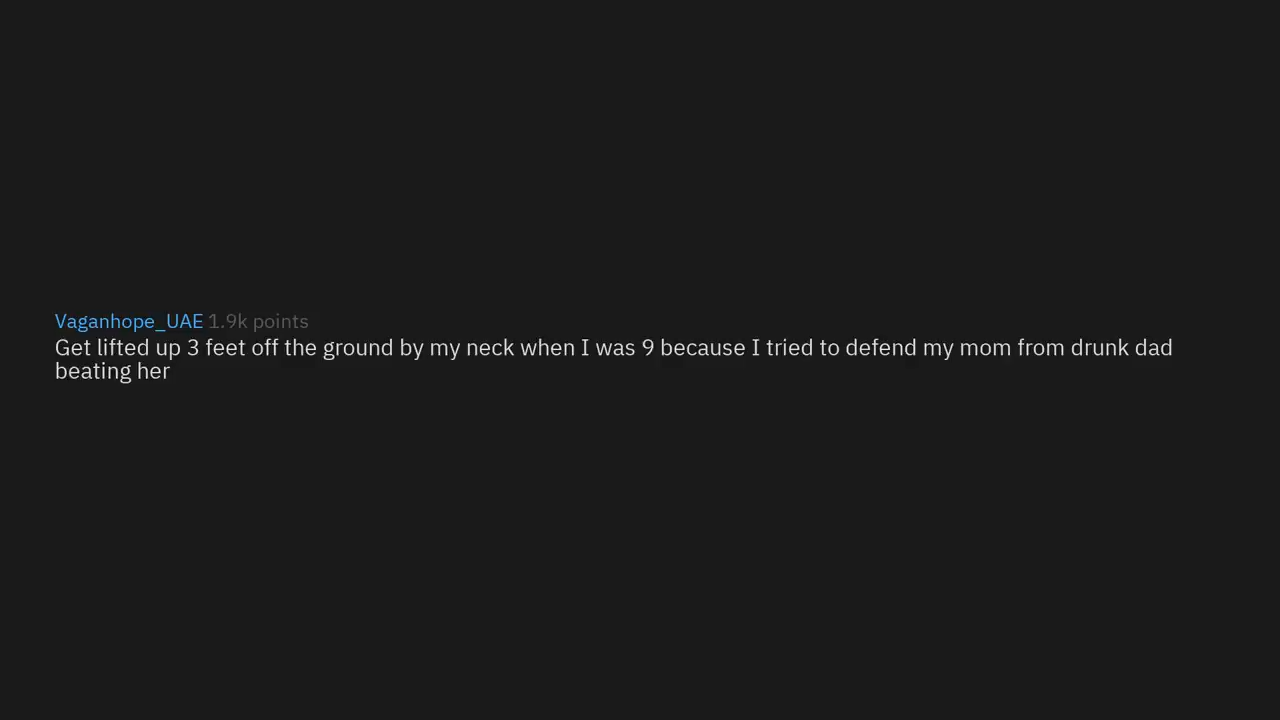 Vaganhope_UAE 1.9k points
Get lifted up 3 feet off the ground by my neck when I was 9 because I tried to defend my mom from drunk dad
beating her